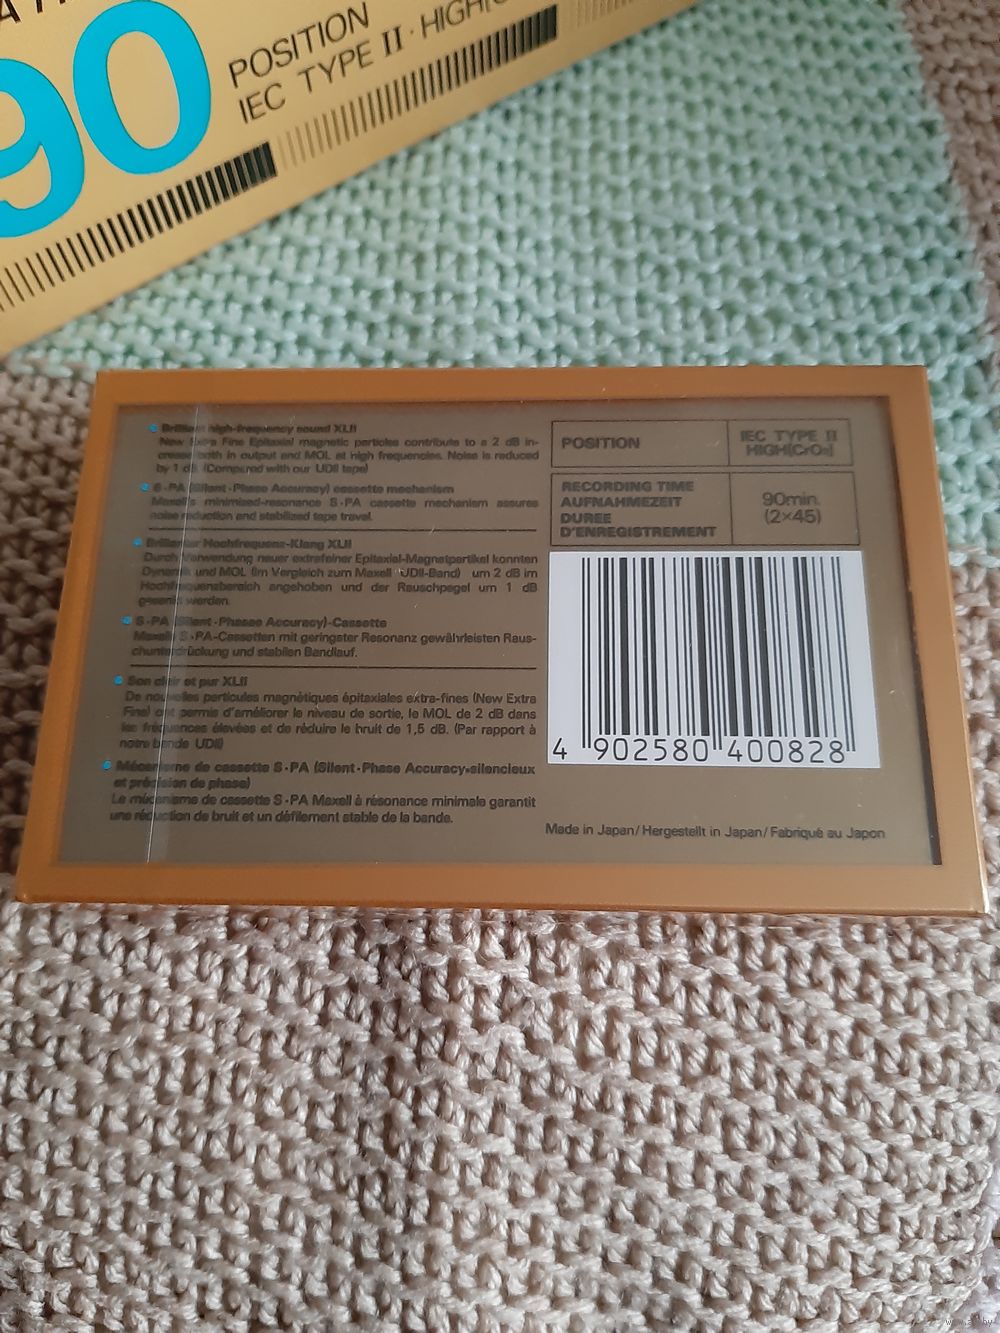 90
POSITION
IEC TYPE II · HIGH(C
Brilliant high-frequency sound XLII
New Extra Fine Epitaxial magnetic particles contribute to a 2 dB in-
crease both in output and MOL at high frequencies. Noise is reduced
by 1 dB. (Compared with our UDII tape)
S·PA (Silent·Phase Accuracy) cassette mechanism
Maxell's minimized-resonance S·PA cassette mechanism assures
noise reduction and stabilized tape travel.
Brillanter Hochfrequenz-Klang XLII
Durch Verwendung neuer extrafeiner Epitaxial-Magnetpartikel konnten
Dynamik und MOL (Im Vergleich zum Maxell UDII-Band) um 2 dB im
Hochfrequenzbereich angehoben und der Rauschpegel um 1 dB
gesenkt werden.
S·PA (Silent·Phase Accuracy)-Cassette
Maxell S·PA-Cassetten mit geringster Resonanz gewährleisten Raus-
chunterdrückung und stabilen Bandlauf.
Son clair et pur XLII
De nouvelles particules magnétiques épitaxiales extra-fines (New Extra
Fine) ont permis d'améliorer le niveau de sortie, le MOL de 2 dB dans
les fréquences élevées et de réduire le bruit de 1,5 dB. (Par rapport à
notre bande UDII)
Mécanisme de cassette S·PA (Silent·Phase Accuracy=silencieux
et précision de phase)
Le mécanisme de cassette S·PA Maxell à résonance minimale garantit
une réduction de bruit et un défilement stable de la bande.
POSITION
IEC TYPE II
HIGH(CrO₂)
RECORDING TIME
AUFNAHMEZEIT
DUREE
D'ENREGISTREMENT
90min.
(2×45)
4 902580 400828
Made in Japan/Hergestellt in Japan/Fabriqué au Japon